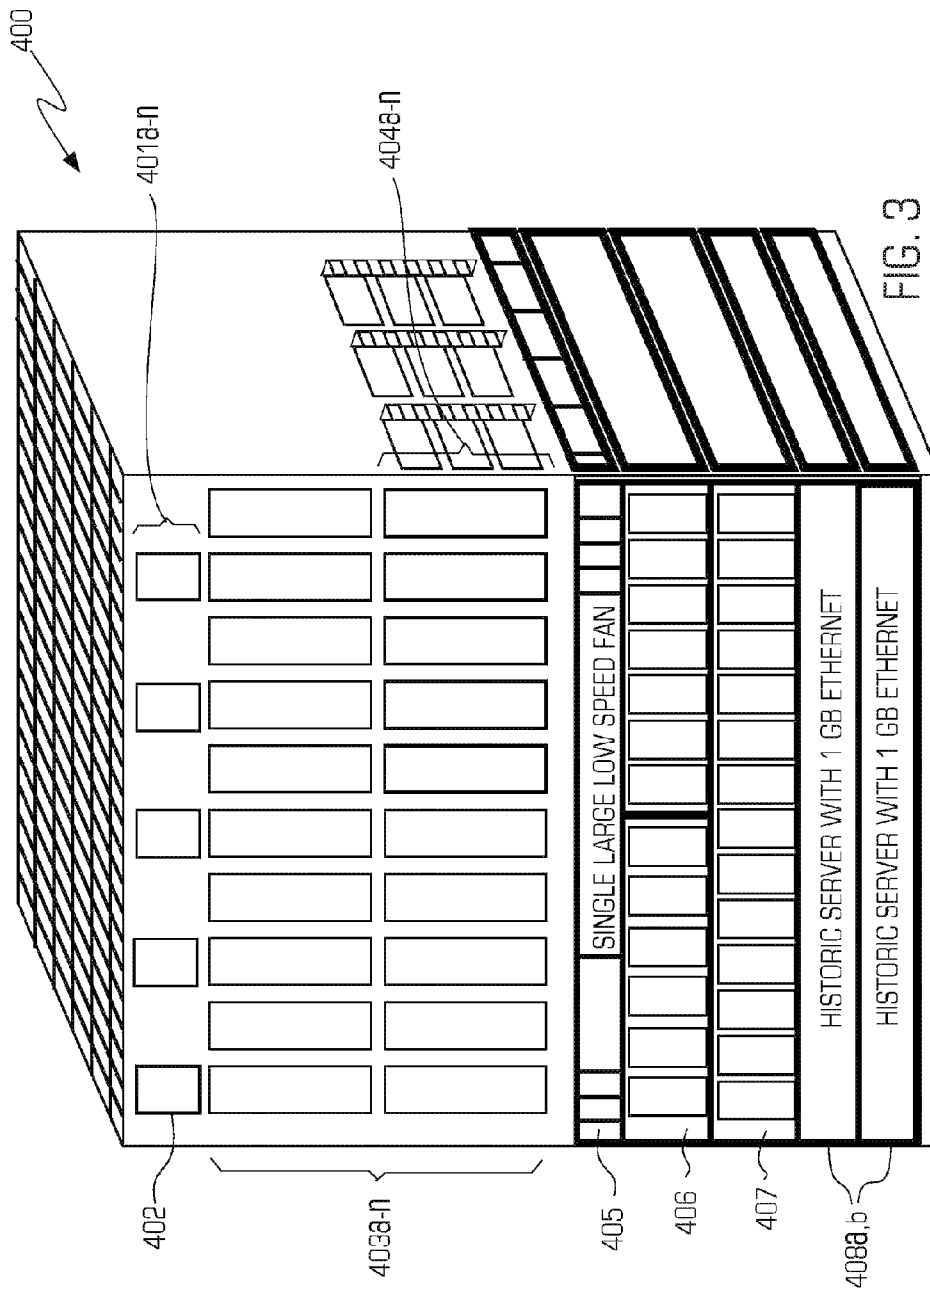 400
401a-n
404a-n
402
403a-n
405
SINGLE LARGE LOW SPEED FAN
406
407
HISTORIC SERVER WITH 1 GB ETHERNET
HISTORIC SERVER WITH 1 GB ETHERNET
408a,b
FIG. 3